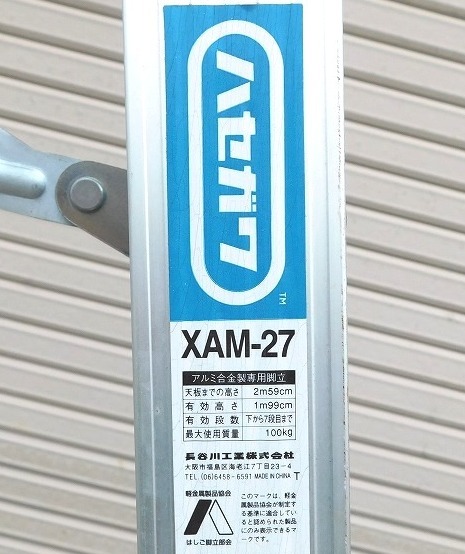 ハセガワ
TM
XAM-27
アルミ合金製専用脚立
天板までの高さ 2m59cm
有効高さ 1m99cm
有効段数 下から7段目まで
最大使用質量 100kg
長谷川工業株式会社
大阪市福島区海老江7丁目23-4
TEL.(06)6458-6591 MADE IN CHINA T
軽金属製品協会
はしご脚立部会
このマークは、軽金
属製品協会が制定す
る基準に適合してい
ると認められた製品
にのみ表示できるマ
ークです。